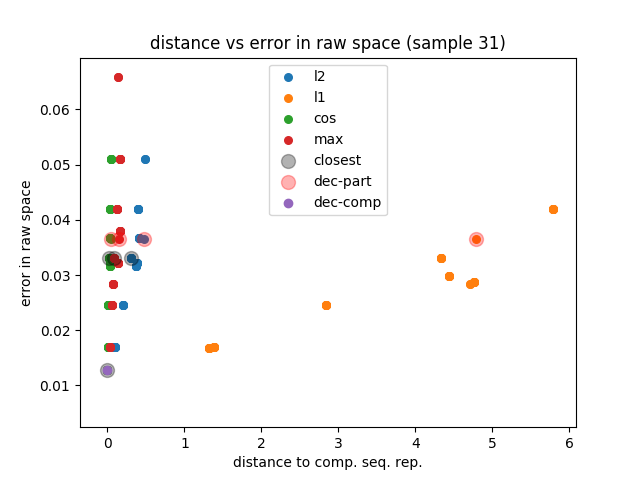 distance vs error in raw space (sample 31)
l2
l1
cos
max
closest
dec-part
dec-comp
error in raw space
0.06
0.05
0.04
0.03
0.02
0.01
0 1 2 3 4 5 6
distance to comp. seq. rep.